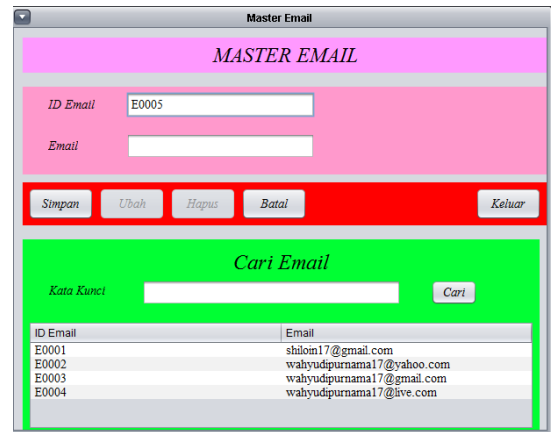 Master Email
MASTER EMAIL
ID Email E0005
Email
Simpan Ubah Hapus Batal Keluar
Cari Email
Kata Kunci Cari
ID Email Email
E0001 shiloin17@gmail.com
E0002 wahyudipurnama17@yahoo.com
E0003 wahyudipurnama17@gmail.com
E0004 wahyudipurnama17@live.com